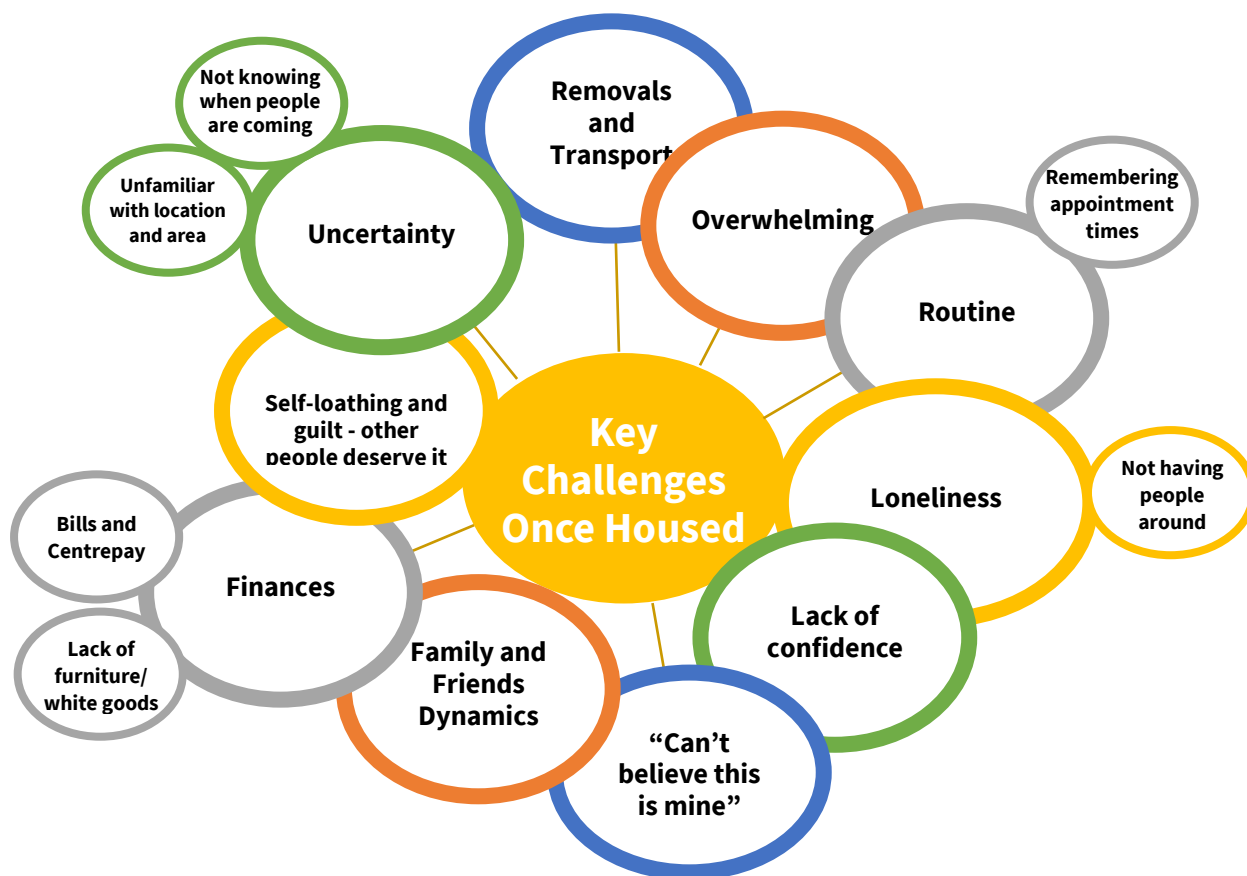 Key
Challenges
Once Housed
Removals
and
Transport
Overwhelming
Routine
Remembering
appointment
times
Loneliness
Not having
people
around
Lack of
confidence
“Can’t
believe this
is mine”
Family and
Friends
Dynamics
Finances
Bills and
Centrepay
Lack of
furniture/
white goods
Self-loathing and
guilt - other
people deserve it
Uncertainty
Unfamiliar
with location
and area
Not knowing
when people
are coming